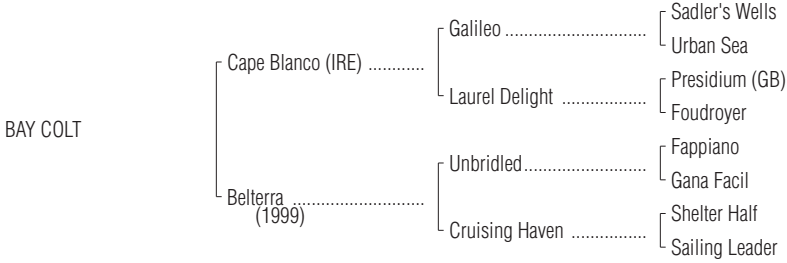 Sadler's Wells
Galileo ..............................
Urban Sea
Cape Blanco (IRE) ............
Presidium (GB)
Laurel Delight ..................
Foudroyer
BAY COLT
Fappiano
Unbridled..........................
Gana Facil
Belterra ............................
(1999)
Shelter Half
Cruising Haven ................
Sailing Leader